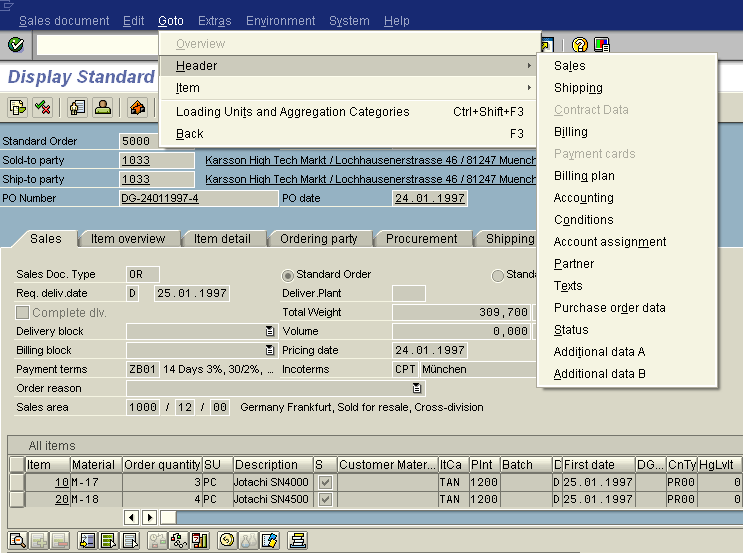 Sales document Edit Goto Extras Environment System Help
Overview
Header
Item
Loading Units and Aggregation Categories Ctrl+Shift+F3
Back F3
Sales
Shipping
Contract Data
Billing
Payment cards
Billing plan
Accounting
Conditions
Account assignment
Partner
Texts
Purchase order data
Status
Additional data A
Additional data B
Display Standard
Standard Order 5000
Sold-to party 1033 Karsson High Tech Markt / Lochhausenerstrasse 46 / 81247 Muench
Ship-to party 1033 Karsson High Tech Markt / Lochhausenerstrasse 46 / 81247 Muench
PO Number DG-24011997-4 PO date 24.01.1997
Sales Item overview Item detail Ordering party Procurement Shipping
Sales Doc. Type OR Standard Order Standa
Req. deliv.date D 25.01.1997 Deliver.Plant
Complete dlv. Total Weight 309,700
Delivery block Volume 0,000
Billing block Pricing date 24.01.1997
Payment terms ZB01 14 Days 3%, 30/2%, ... Incoterms CPT München
Order reason
Sales area 1000 / 12 / 00 Germany Frankfurt, Sold for resale, Cross-division
All items
Item Material Order quantity SU Description S Customer Mater... ItCa Plnt Batch D First date DG... CnTy HgLvIt
10 M-17 3 PC Jotachi SN4000 TAN 1200 D 25.01.1997 PR00 0
20 M-18 4 PC Jotachi SN4500 TAN 1200 D 25.01.1997 PR00 0